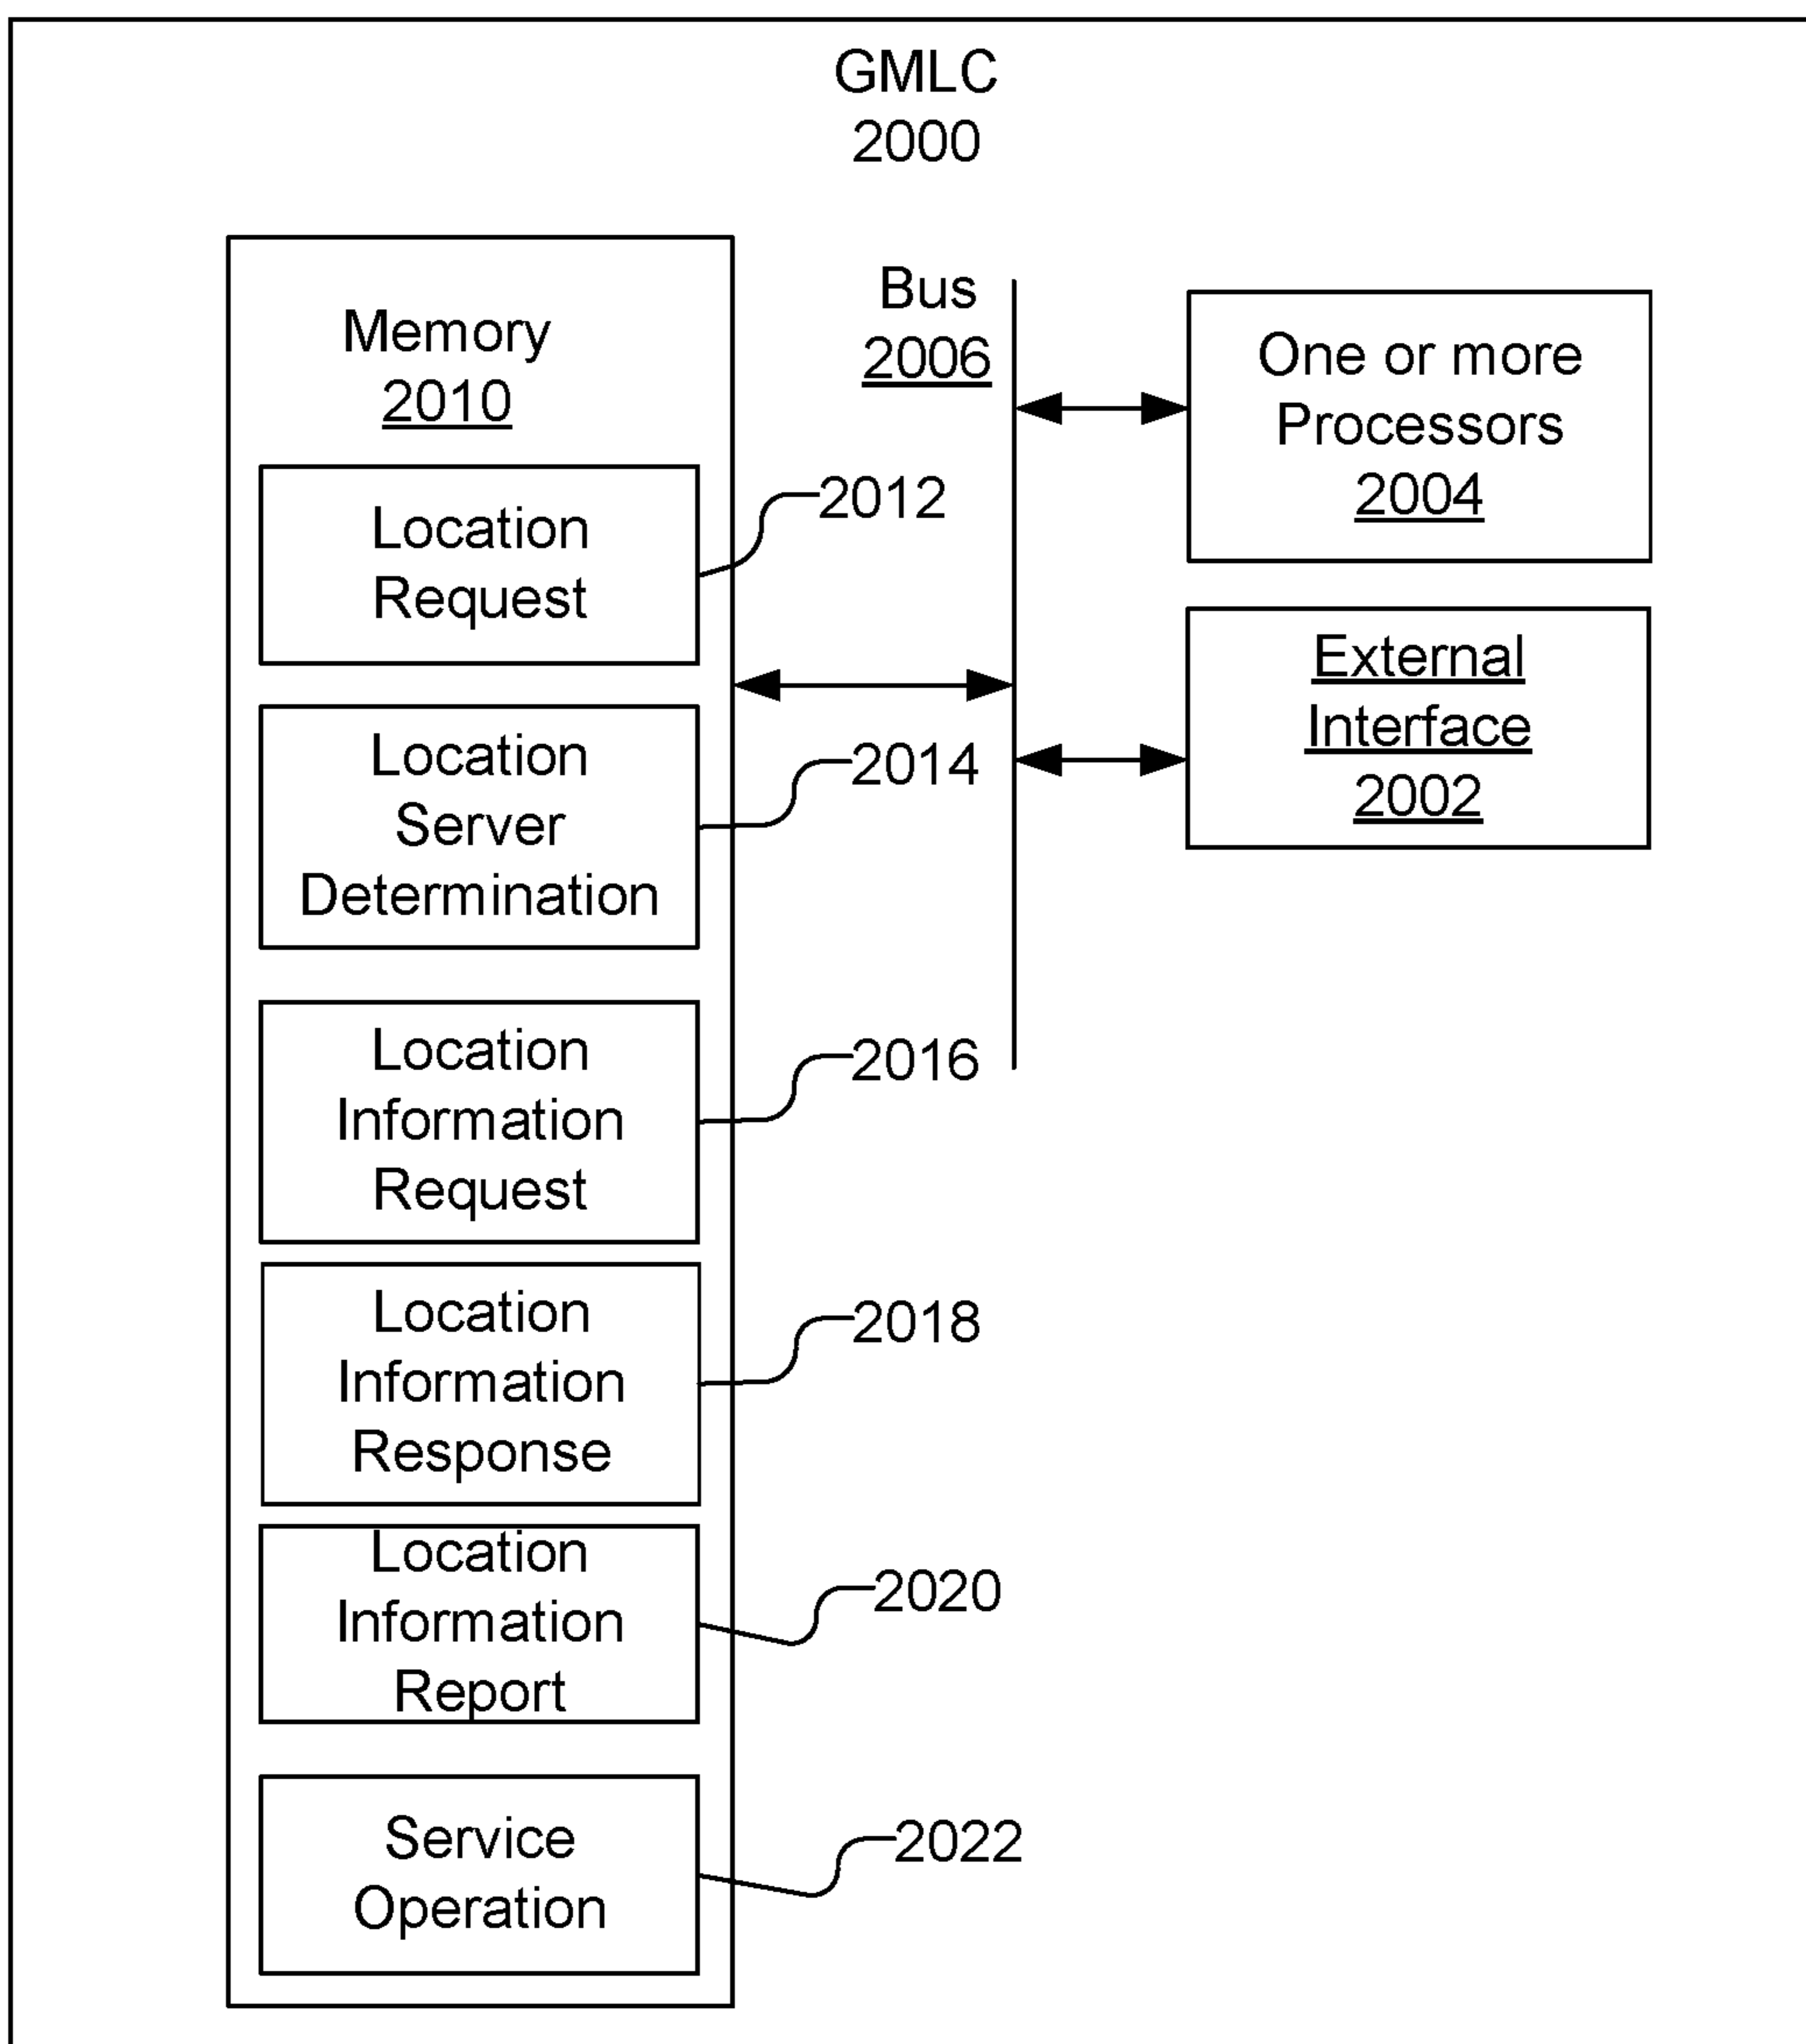 GMLC
2000
Memory
2010
Bus
2006
One or more
Processors
2004
External
Interface
2002
Location
Request
2012
Location
Server
Determination
2014
Location
Information
Request
2016
Location
Information
Response
2018
Location
Information
Report
2020
Service
Operation
2022